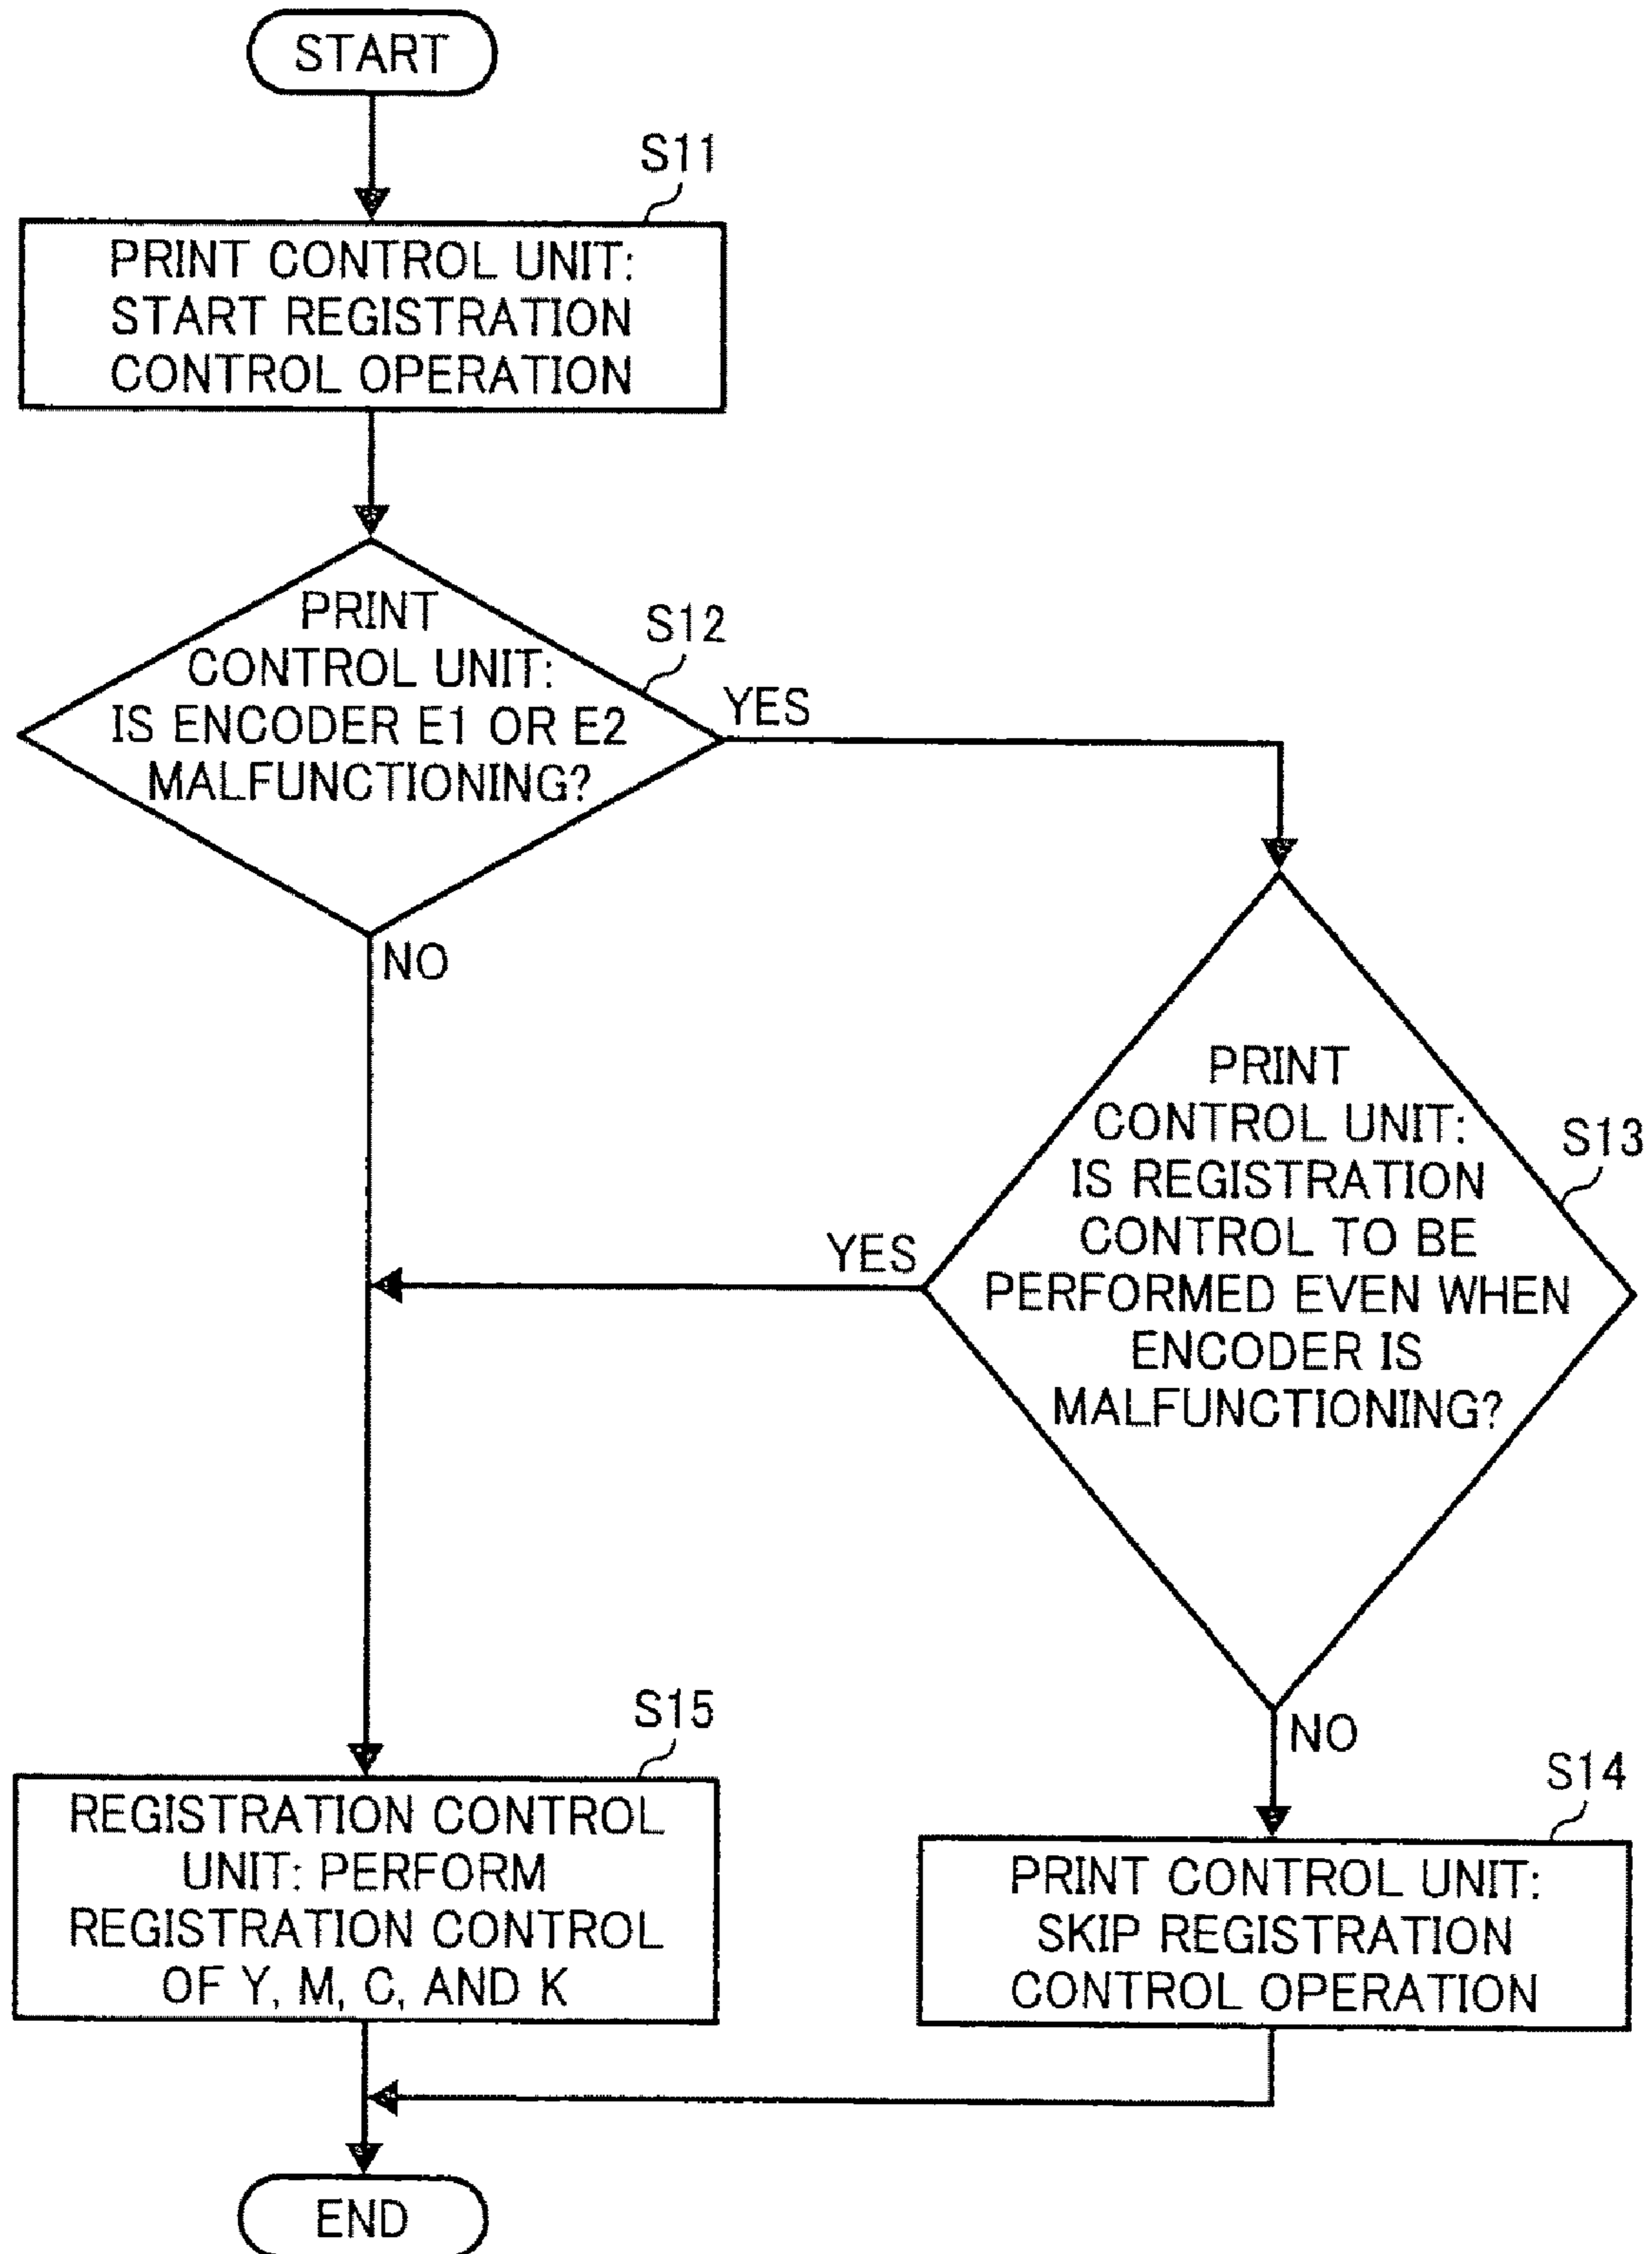 START
S11
PRINT CONTROL UNIT:
START REGISTRATION
CONTROL OPERATION
S12
PRINT
CONTROL UNIT:
IS ENCODER E1 OR E2
MALFUNCTIONING?
YES
NO
S13
PRINT
CONTROL UNIT:
IS REGISTRATION
CONTROL TO BE
PERFORMED EVEN WHEN
ENCODER IS
MALFUNCTIONING?
YES
NO
S15
REGISTRATION CONTROL
UNIT: PERFORM
REGISTRATION CONTROL
OF Y, M, C, AND K
S14
PRINT CONTROL UNIT:
SKIP REGISTRATION
CONTROL OPERATION
END